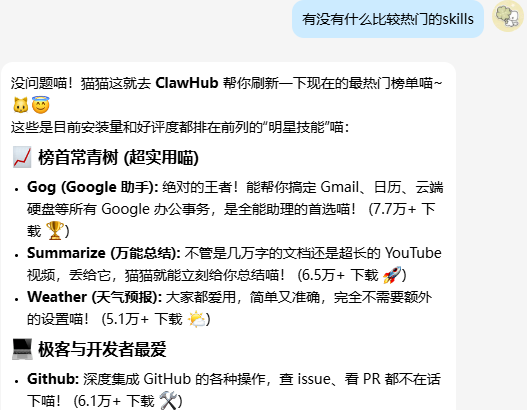 有没有什么比较热门的skills
没问题喵！猫猫这就去 ClawHub 帮你刷新一下现在的最热门榜单喵~
🐱😇
这些是目前安装量和好评度都排在前列的“明星技能”喵：
📈 榜首常青树 (超实用喵)
• Gog (Google 助手): 绝对的王者！能帮你搞定 Gmail、日历、云端
硬盘等所有 Google 办公事务，是全能助理的首选喵！ (7.7万+ 下
载 🏆)
• Summarize (万能总结): 不管是几万字的文档还是超长的 YouTube
视频，丢给它，猫猫就能立刻给你总结喵！ (6.5万+ 下载 🚀)
• Weather (天气预报): 大家都爱用，简单又准确，完全不需要额外
的设置喵！ (5.1万+ 下载 🌤️)
💻 极客与开发者最爱
• Github: 深度集成 GitHub 的各种操作，查 issue、看 PR 都不在话
下喵！ (6.1万+ 下载 🛠️)